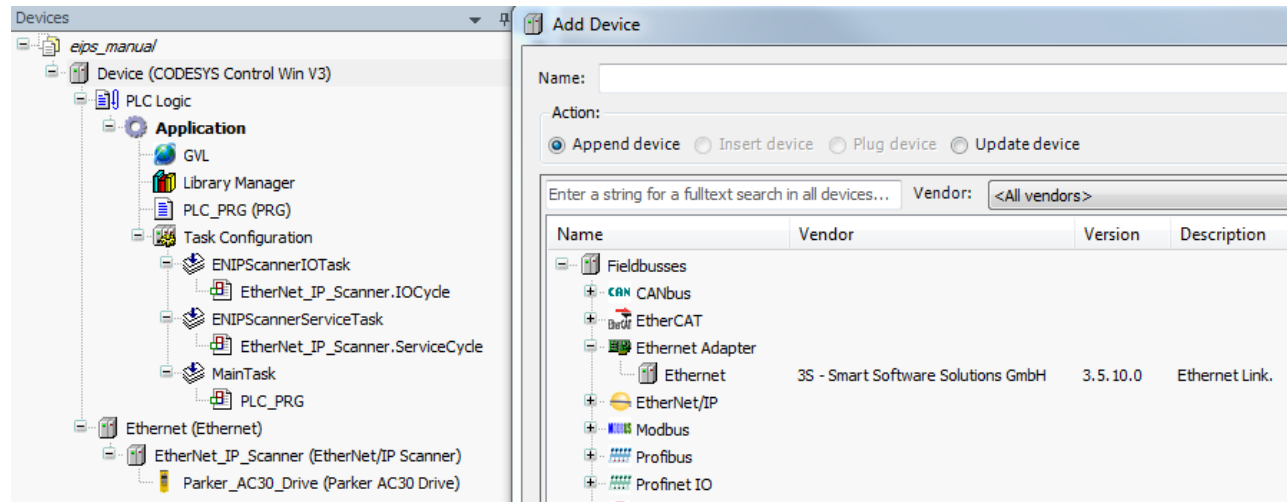 Devices
eips_manual
Device (CODESYS Control Win V3)
PLC Logic
Application
GVL
Library Manager
PLC_PRG (PRG)
Task Configuration
ENIPScannerIOTask
EtherNet_IP_Scanner.IOCycle
ENIPScannerServiceTask
EtherNet_IP_Scanner.ServiceCycle
MainTask
PLC_PRG
Ethernet (Ethernet)
EtherNet_IP_Scanner (EtherNet/IP Scanner)
Parker_AC30_Drive (Parker AC30 Drive)
Add Device
Name:
Action:
Append device Insert device Plug device Update device
Enter a string for a fulltext search in all devices... Vendor: <All vendors>
Name Vendor Version Description
Fieldbusses
CAN CANbus
EtherCAT EtherCAT
Ethernet Adapter
Ethernet 3S - Smart Software Solutions GmbH 3.5.10.0 Ethernet Link.
EtherNet/IP
Modbus
Profibus
Profinet IO